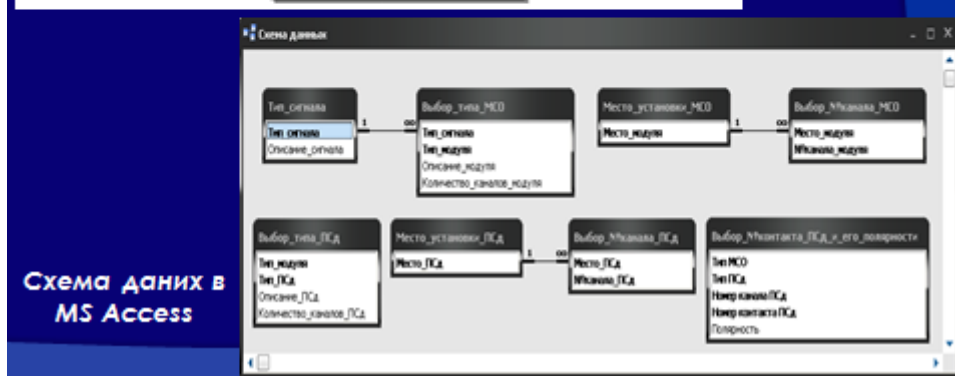 Схема данных
Тип_сигнала
Тип_сигнала
Описание_сигнала
1
∞
Выбор_типа_МСО
Тип_сигнала
Тип_модуля
Описание_модуля
Количество_каналов_модуля
Место_установки_МСО
Место_модуля
1
∞
Выбор_№канала_МСО
Место_модуля
№канала_модуля
Выбор_типа_ПСд
Тип_модуля
Тип_ПСд
Описание_ПСд
Количество_каналов_ПСд
Место_установки_ПСд
Место_ПСд
1
∞
Выбор_№канала_ПСд
Место_ПСд
№канала_ПСд
Выбор_№контакта_ПСд_и_его_полярности
Тип МСО
Тип ПСд
Номер канала ПСд
Номер контакта ПСд
Полярность
Схема даних в
MS Access